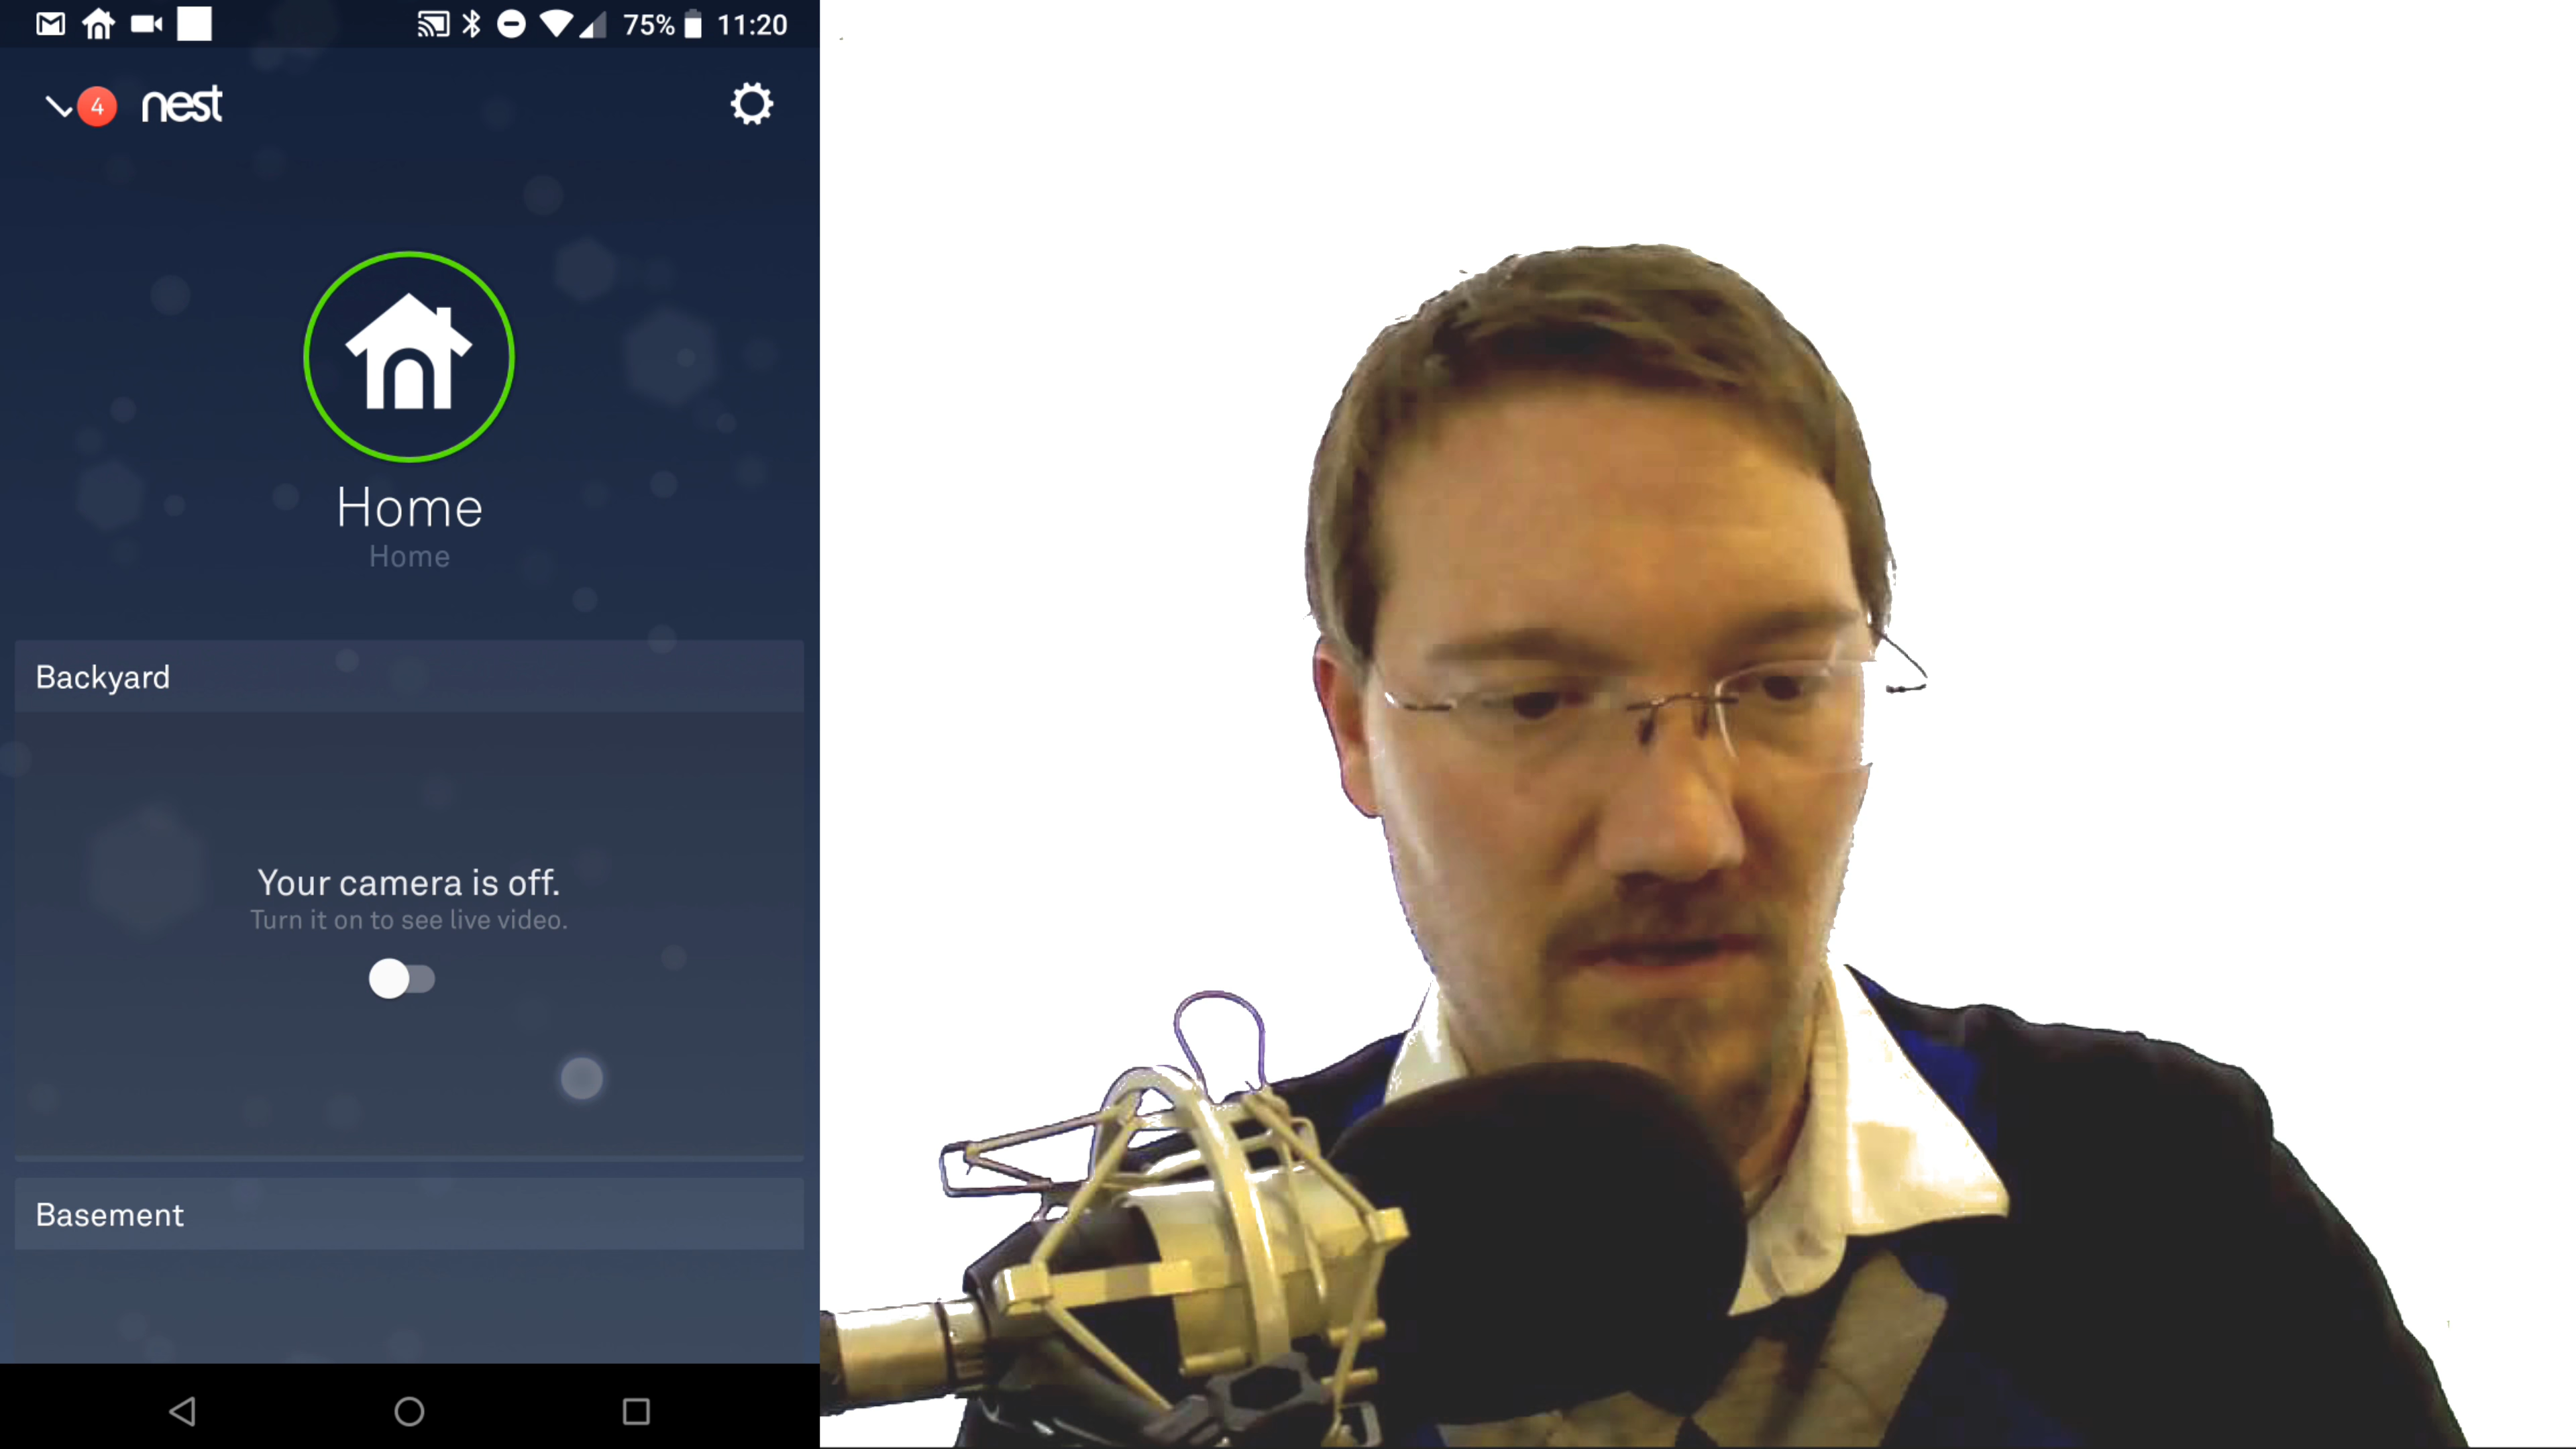 75% 11:20
4 nest
Home
Home
Backyard
Your camera is off.
Turn it on to see live video.
Basement